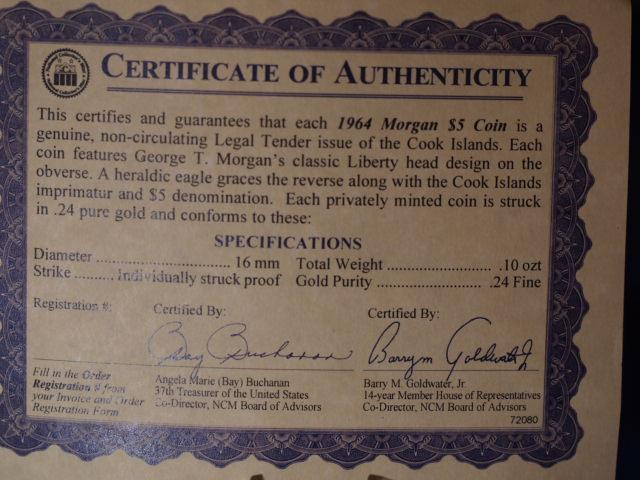 CERTIFICATE OF AUTHENTICITY
This certifies and guarantees that each 1964 Morgan $5 Coin is a
genuine, non-circulating Legal Tender issue of the Cook Islands. Each
coin features George T. Morgan's classic Liberty head design on the
obverse. A heraldic eagle graces the reverse along with the Cook Islands
imprimatur and $5 denomination. Each privately minted coin is struck
in .24 pure gold and conforms to these:
SPECIFICATIONS
Diameter .............................. 16 mm Total Weight ............................ .10 ozt
Strike ......... Individually struck proof Gold Purity ............................. .24 Fine
Registration #: Certified By: Certified By:
Bay Buchanan Barry M Goldwater Jr
Fill in the Order
Registration # from
your Invoice and Order
Registration Form
Angela Marie (Bay) Buchanan
37th Treasurer of the United States
Co-Director, NCM Board of Advisors
Barry M. Goldwater, Jr.
14-year Member House of Representatives
Co-Director, NCM Board of Advisors
72080